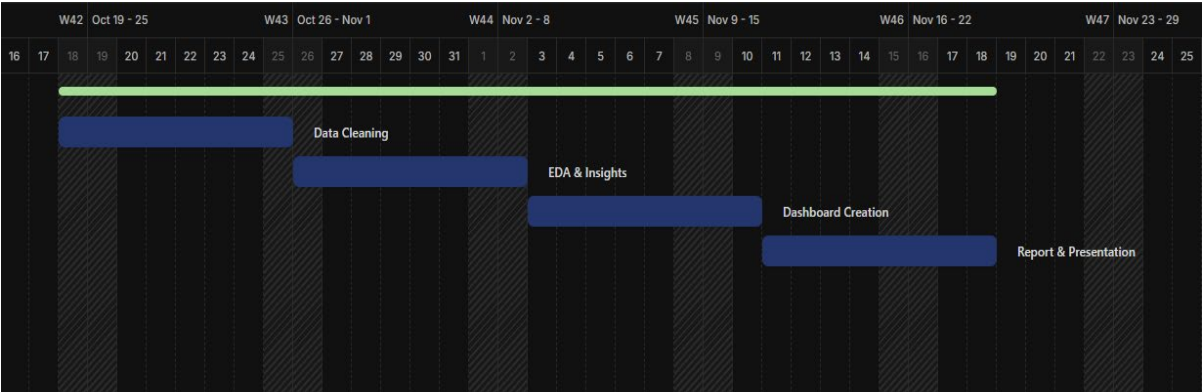 W42 Oct 19 - 25 W43 Oct 26 - Nov 1 W44 Nov 2 - 8 W45 Nov 9 - 15 W46 Nov 16 - 22 W47 Nov 23 - 29
16 17 18 19 20 21 22 23 24 25 26 27 28 29 30 31 1 2 3 4 5 6 7 8 9 10 11 12 13 14 15 16 17 18 19 20 21 22 23 24 25
Data Cleaning
EDA & Insights
Dashboard Creation
Report & Presentation